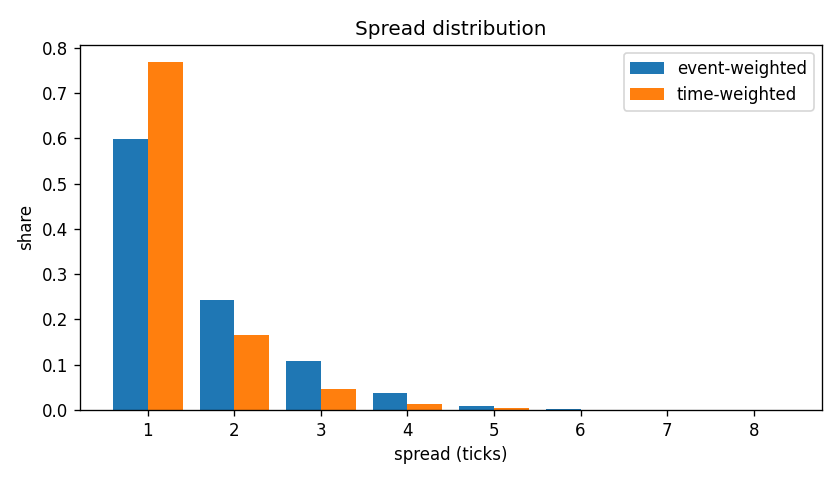 Spread distribution
event-weighted
time-weighted
share
0.8
0.7
0.6
0.5
0.4
0.3
0.2
0.1
0.0
1 2 3 4 5 6 7 8
spread (ticks)